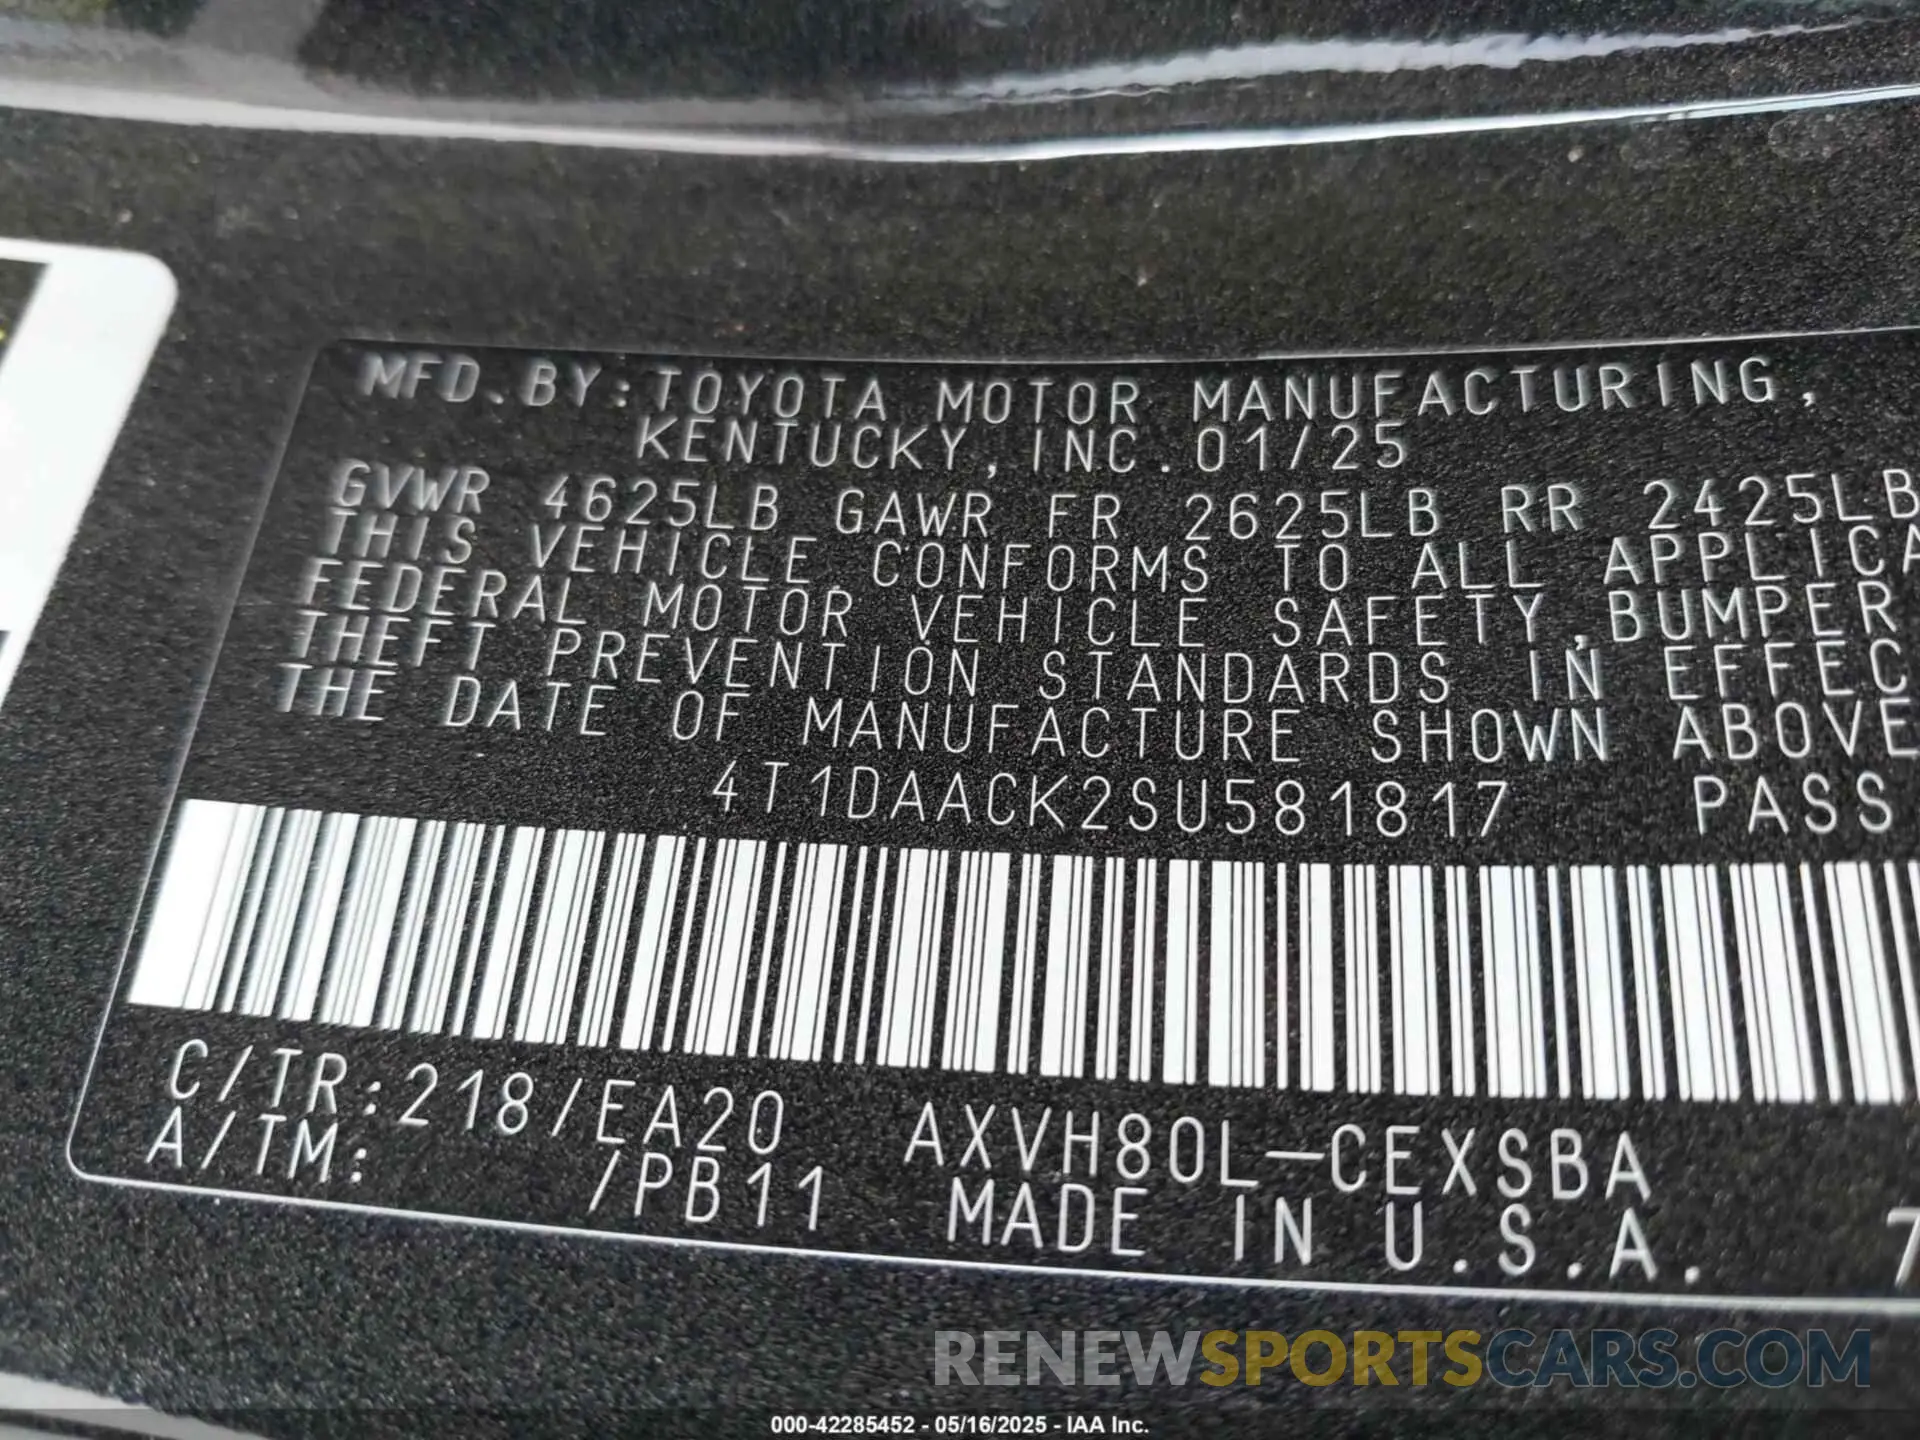 MFD.BY:TOYOTA MOTOR MANUFACTURING,
KENTUCKY,INC.01/25
GVWR 4625LB GAWR FR 2625LB RR 2425LB
THIS VEHICLE CONFORMS TO ALL APPLICA
FEDERAL MOTOR VEHICLE SAFETY,BUMPER
THEFT PREVENTION STANDARDS IN EFFEC
THE DATE OF MANUFACTURE SHOWN ABOVE
4T1DAACK2SU581817 PASS
C/TR:218/EA20 AXVH80L-CEXSBA
A/TM: /PB11 MADE IN U.S.A. 7
RENEWSPORTSCARS.COM
000-42285452 - 05/16/2025 - IAA Inc.